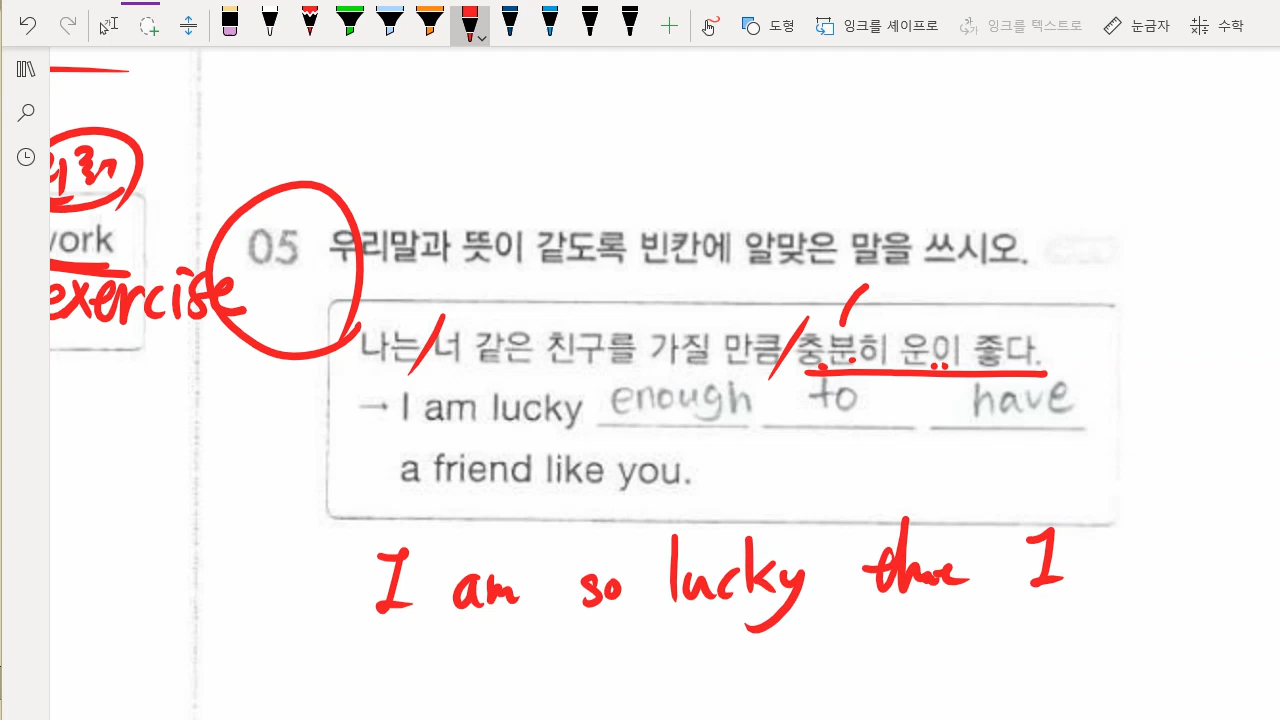 도형 잉크를 셰이프로 잉크를 텍스트로 눈금자 수학
york
exercise
05 우리말과 뜻이 같도록 빈칸에 알맞은 말을 쓰시오.
나는 너 같은 친구를 가질 만큼 충분히 운이 좋다.
→ I am lucky enough to have
a friend like you.
I am so lucky I